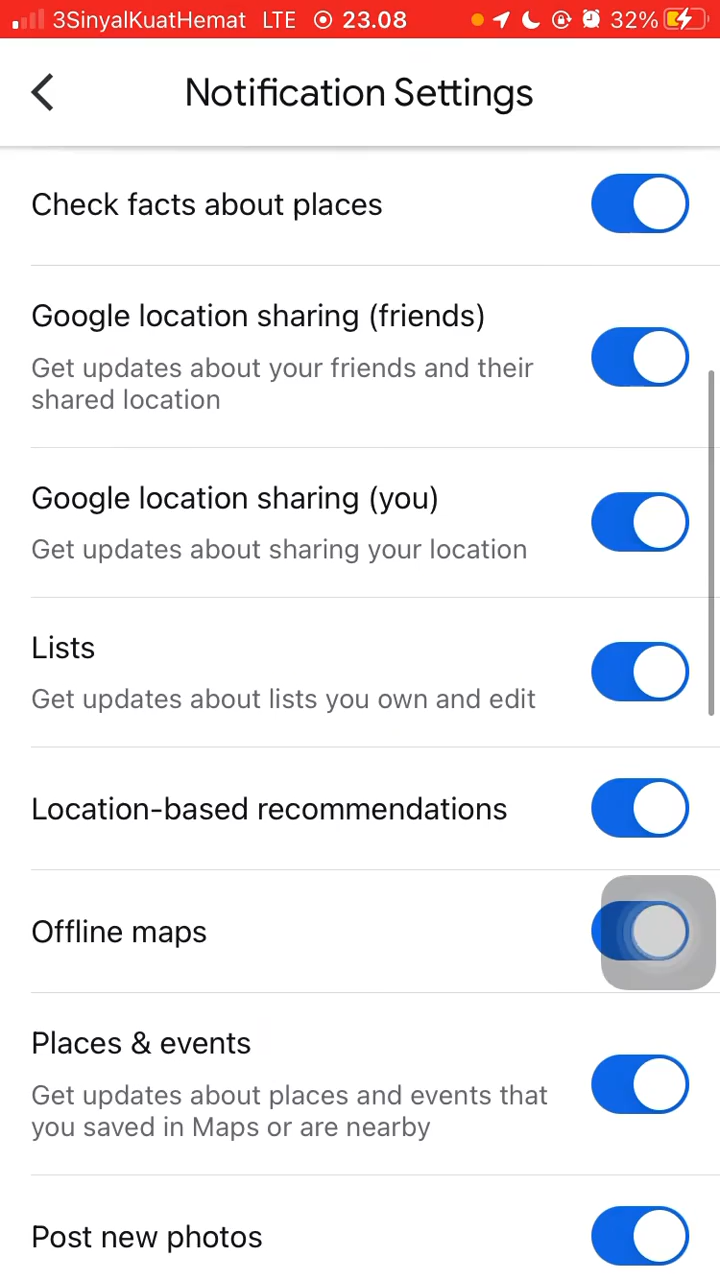 3SinyalKuatHemat LTE 23.08 32%
Notification Settings
Check facts about places
Google location sharing (friends)
Get updates about your friends and their
shared location
Google location sharing (you)
Get updates about sharing your location
Lists
Get updates about lists you own and edit
Location-based recommendations
Offline maps
Places & events
Get updates about places and events that
you saved in Maps or are nearby
Post new photos